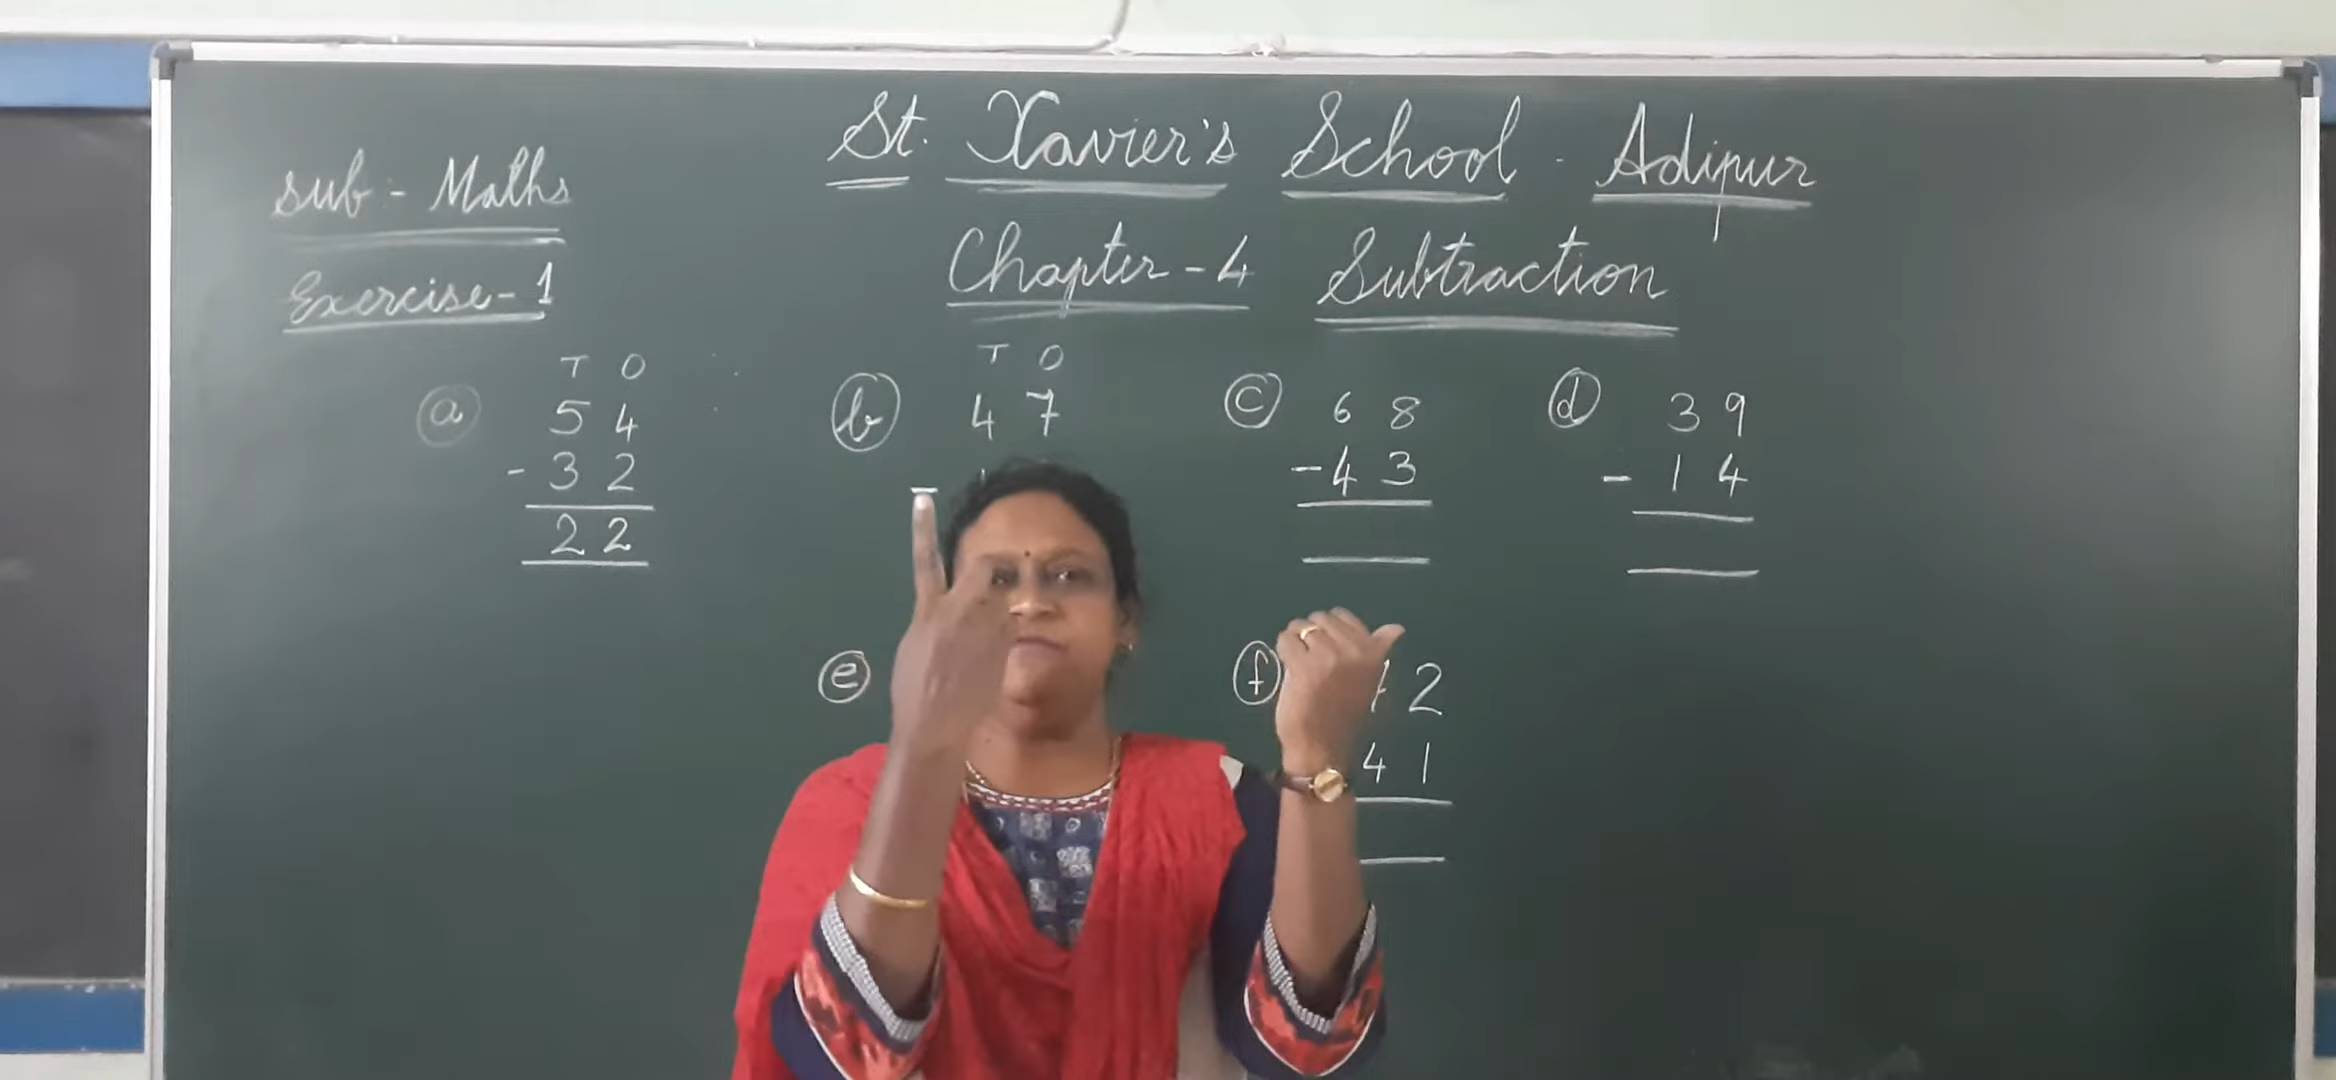 St. Xavier's School - Adipur
Sub - Maths
Chapter - 4 Subtraction
Exercise - 1
T O
T O
a 5 4
b 4 7
c 6 8
d 3 9
- 3 2
- 4 3
- 1 4
2 2
e
f 2
4 1